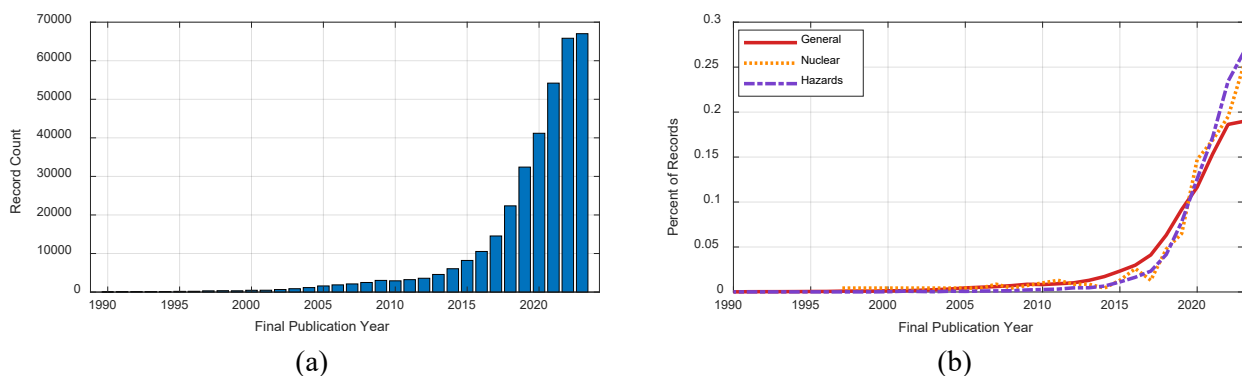 70000
60000
50000
40000
30000
20000
10000
0
Record Count
1990 1995 2000 2005 2010 2015 2020
Final Publication Year
(a)
0.3
0.25
0.2
0.15
0.1
0.05
0
Percent of Records
General
Nuclear
Hazards
1990 1995 2000 2005 2010 2015 2020
Final Publication Year
(b)